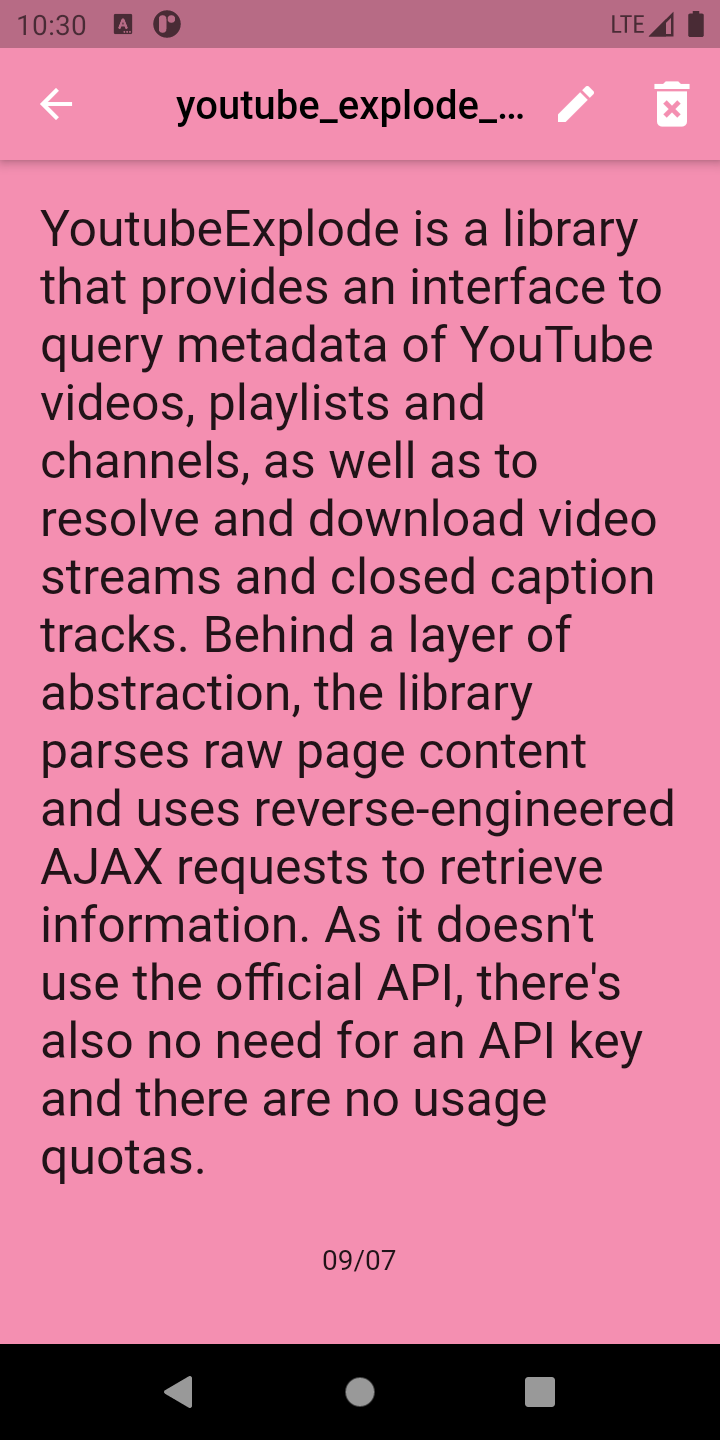 10:30
LTE
youtube_explode_...
YoutubeExplode is a library
that provides an interface to
query metadata of YouTube
videos, playlists and
channels, as well as to
resolve and download video
streams and closed caption
tracks. Behind a layer of
abstraction, the library
parses raw page content
and uses reverse-engineered
AJAX requests to retrieve
information. As it doesn't
use the official API, there's
also no need for an API key
and there are no usage
quotas.
09/07